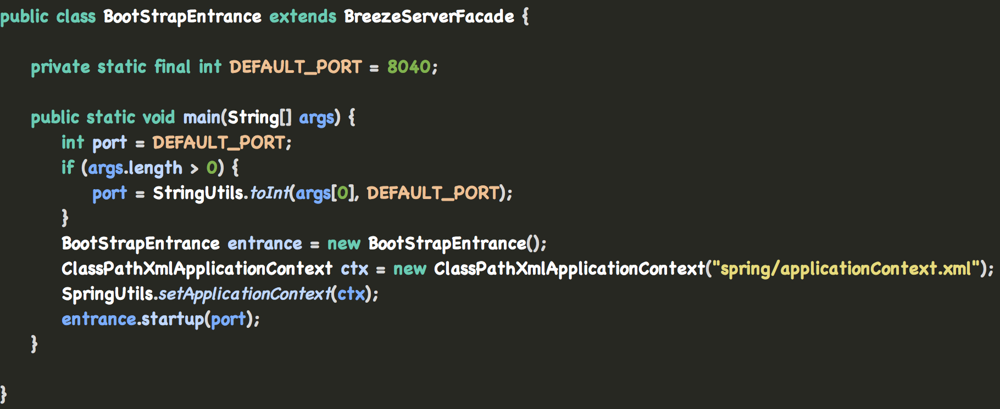 public class BootStrapEntrance extends BreezeServerFacade {
private static final int DEFAULT_PORT = 8040;
public static void main(String[] args) {
int port = DEFAULT_PORT;
if (args.length > 0) {
port = StringUtils.toInt(args[0], DEFAULT_PORT);
}
BootStrapEntrance entrance = new BootStrapEntrance();
ClassPathXmlApplicationContext ctx = new ClassPathXmlApplicationContext("spring/applicationContext.xml");
SpringUtils.setApplicationContext(ctx);
entrance.startup(port);
}
}